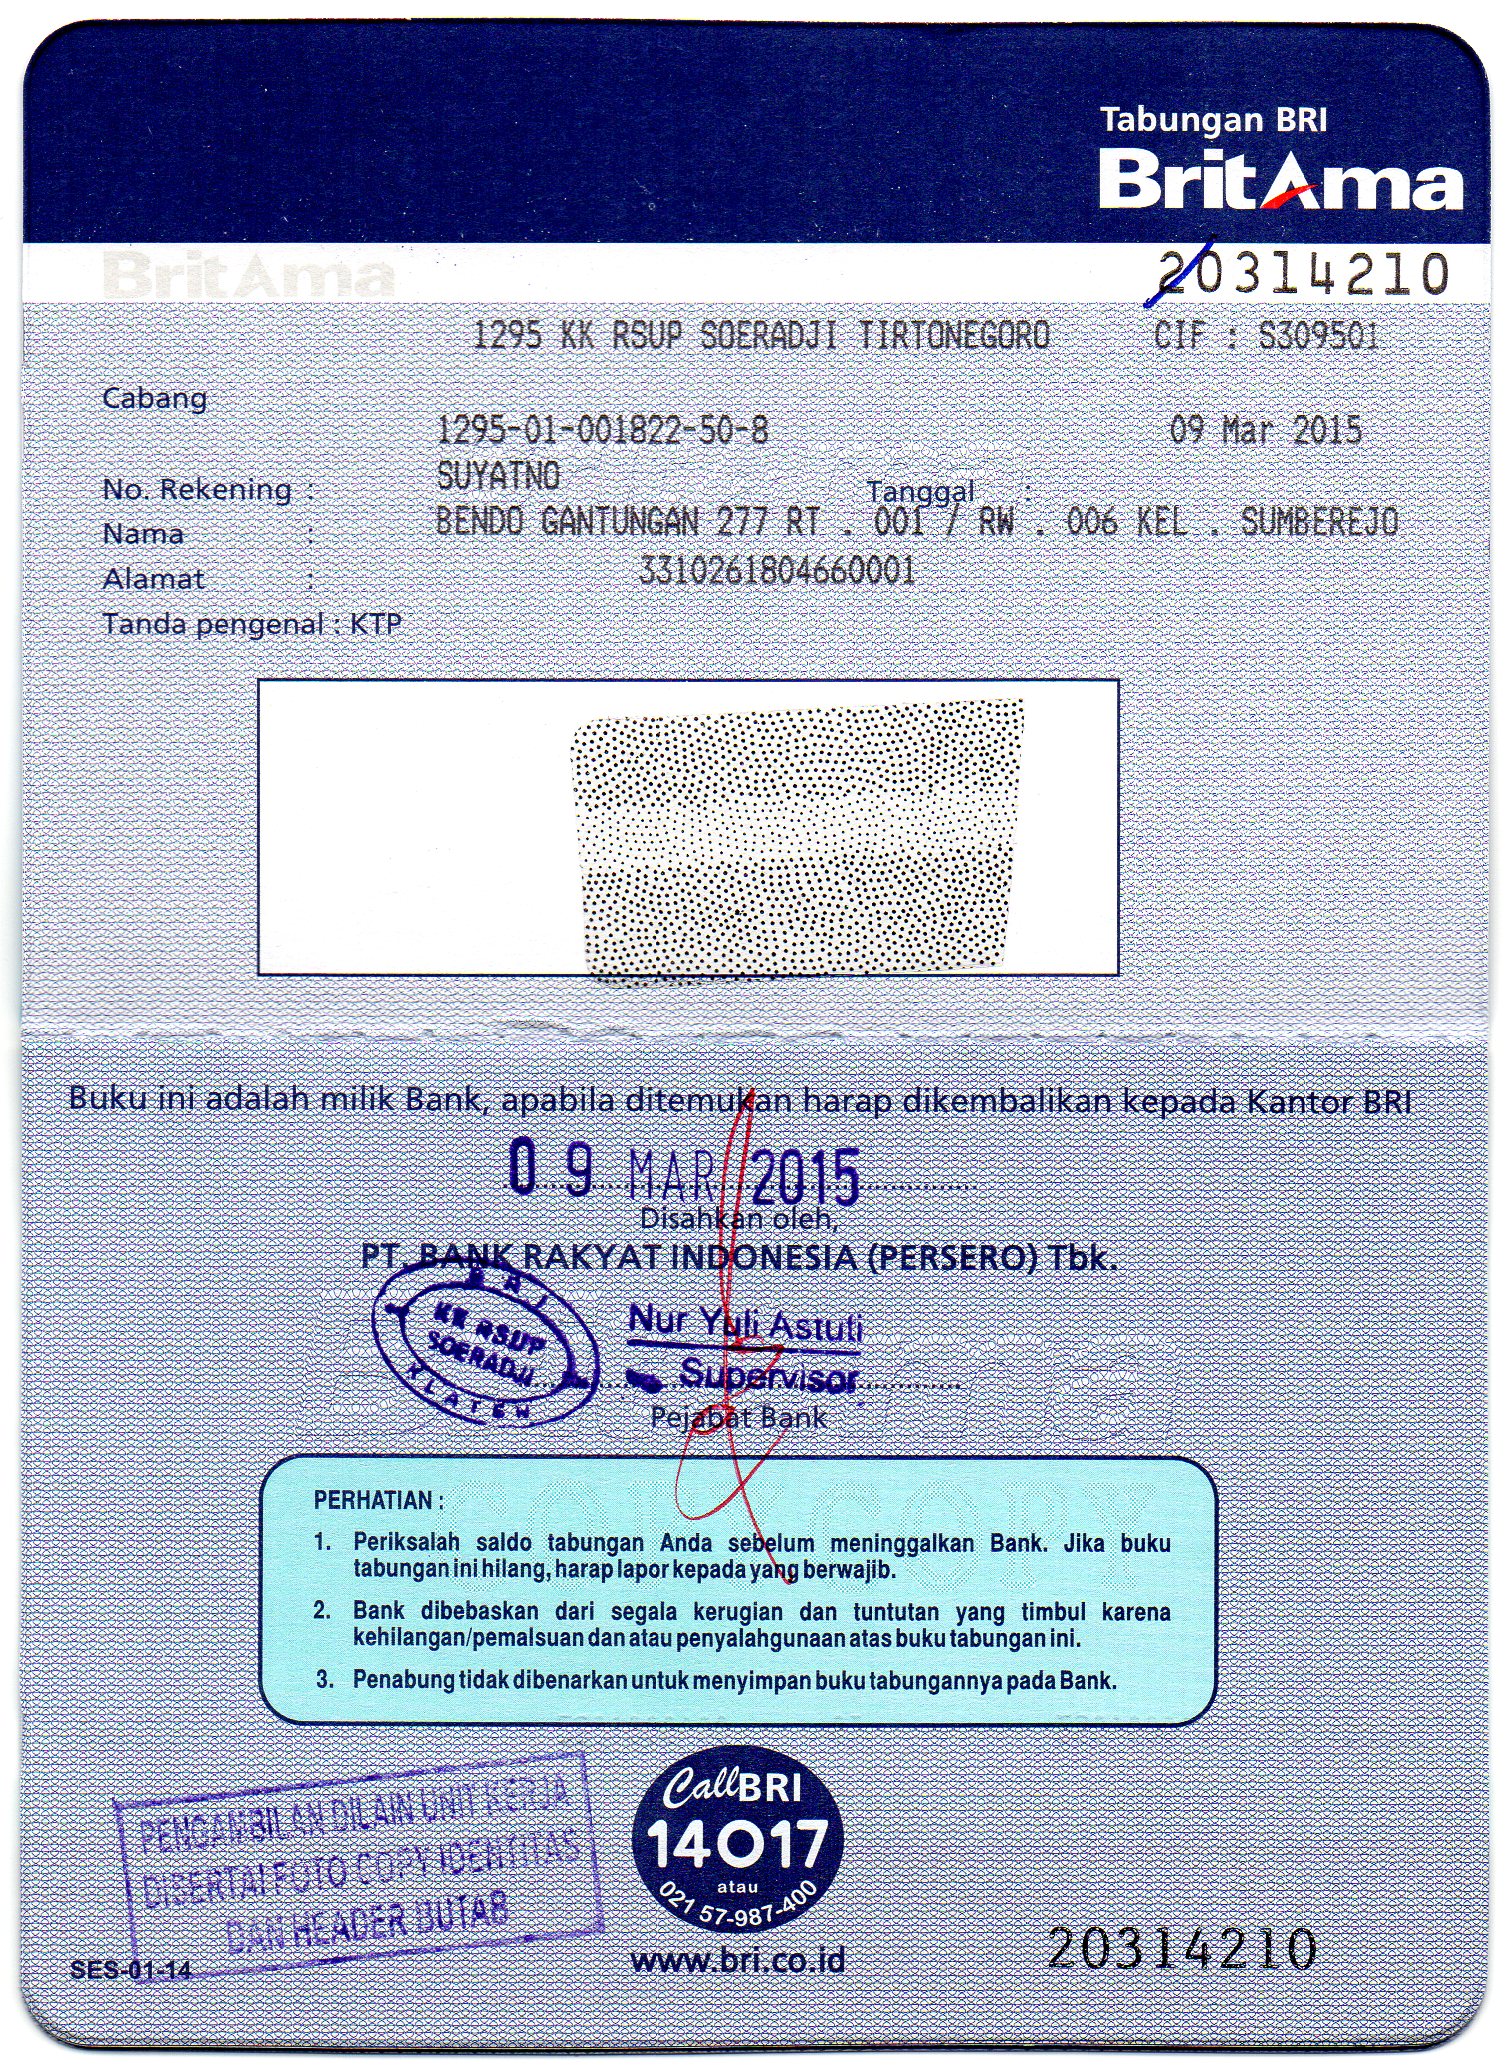 Tabungan BRI
BritAma
BritAma
20314210
1295 KK RSUP SOERADJI TIRTONEGORO CIF : S309501
Cabang
1295-01-001822-50-8 09 Mar 2015
No. Rekening : SUYATNO Tanggal :
Nama : BENDO GANTUNGAN 277 RT . 001 / RW . 006 KEL . SUMBEREJO
Alamat : 3310261804660001
Tanda pengenal : KTP
Buku ini adalah milik Bank, apabila ditemukan harap dikembalikan kepada Kantor BRI
09 MAR 2015
Disahkan oleh,
PT. BANK RAKYAT INDONESIA (PERSERO) Tbk.
BRI
KK RSUP
SOERADJI
KLATEN
Nur Yuli Astuti
Supervisor
Pejabat Bank
PERHATIAN :
1. Periksalah saldo tabungan Anda sebelum meninggalkan Bank. Jika buku
tabungan ini hilang, harap lapor kepada yang berwajib.
2. Bank dibebaskan dari segala kerugian dan tuntutan yang timbul karena
kehilangan/pemalsuan dan atau penyalahgunaan atas buku tabungan ini.
3. Penabung tidak dibenarkan untuk menyimpan buku tabungannya pada Bank.
CallBRI
14017
atau
021 57-987-400
www.bri.co.id
PENGAMBILAN DILAIN UNIT KERJA
DISERTAI FOTO COPY IDENTITAS
DAN HEADER BUTAB
SES-01-14
20314210